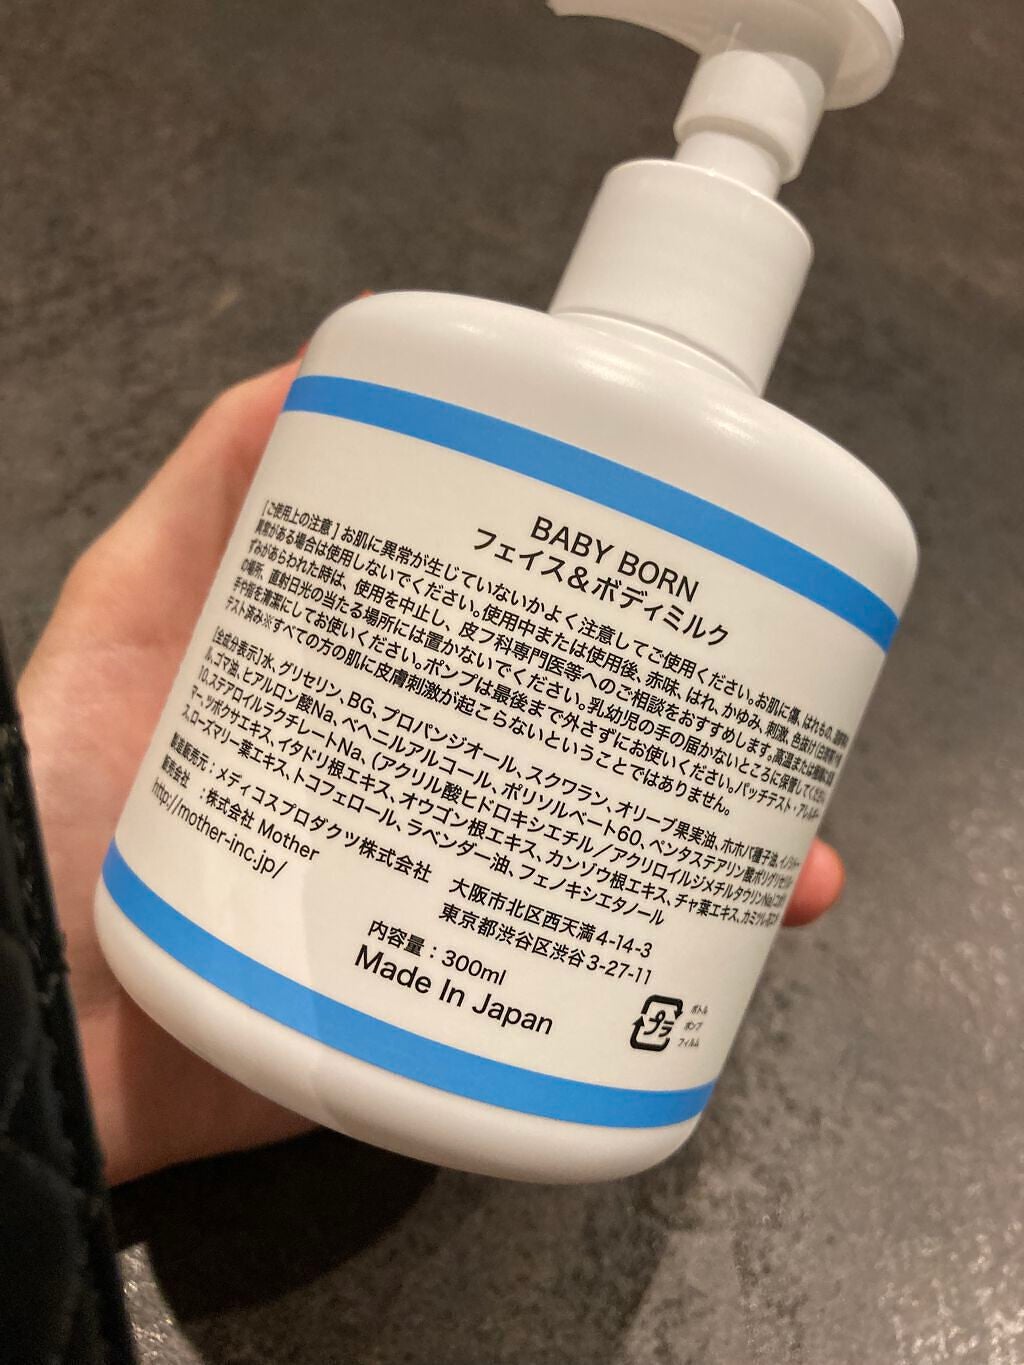 BABY BORN
フェイス&ボディミルク
[ご使用上の注意] お肌に異常が生じていないかよく注意してご使用ください。お肌に傷、はれもの、湿疹等
異常がある場合は使用しないでください。使用中または使用後、赤味、はれ、かゆみ、刺激、色抜け(白斑等)や黒
ずみがあらわれた時は、使用を中止し、皮フ科専門医等へのご相談をおすすめします。高温または低温
の場所、直射日光の当たる場所には置かないでください。乳幼児の手の届かないところに保管してください。
手や指を清潔にしてお使いください。ポンプは最後まで外さずにお使いください。パッチテスト・アレルギー
テスト済み※すべての方の肌に皮膚刺激が起こらないということではありません。
[全成分表示]水、グリセリン、BG、プロパンジオール、スクワラン、オリーブ果実油、ホホバ種子油、
ル、ゴマ油、ヒアルロン酸Na、ベヘニルアルコール、ポリソルベート60、ペンタステアリン酸ポリグリセリル-
10、ステアロイルラクチレートNa、(アクリル酸ヒドロキシエチル/アクリロイルジメチルタウリンNa)コポリ
マー、ツボクサエキス、イタドリ根エキス、オウゴン根エキス、カンゾウ根エキス、チャ葉エキス、カミツレ花エキ
ス、ローズマリー葉エキス、トコフェロール、ラベンダー油、フェノキシエタノール
製造販売元:メディコスプロダクツ株式会社 大阪市北区西天満4-14-3
販売会社 :株式会社 Mother 東京都渋谷区渋谷3-27-11
http://mother-inc.jp/
内容量:300ml
Made In Japan
プラ
ボトル
ポンプ
フィルム